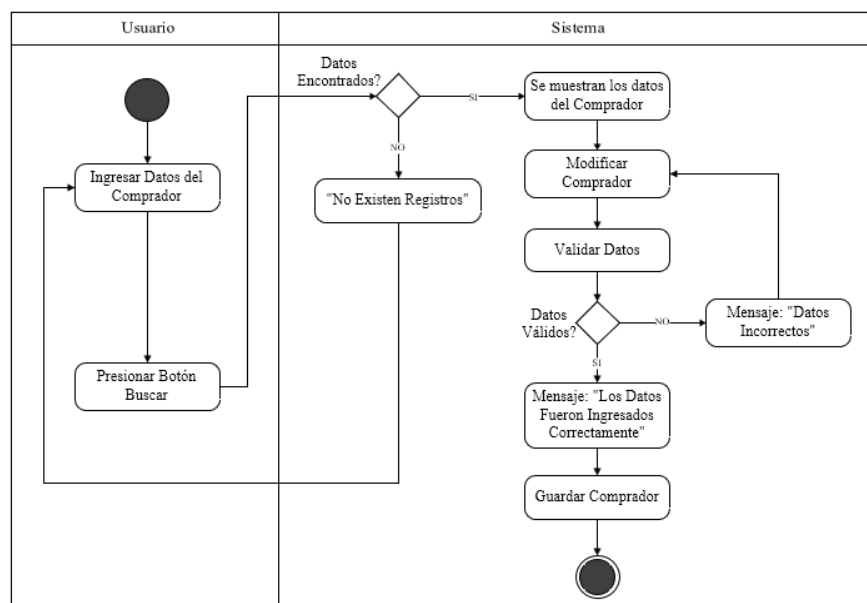 Usuario
Sistema
Datos
Encontrados?
SI
Se muestran los datos
del Comprador
NO
Ingresar Datos del
Comprador
"No Existen Registros"
Modificar
Comprador
Validar Datos
Datos
Válidos?
NO
Mensaje: "Datos
Incorrectos"
SI
Presionar Botón
Buscar
Mensaje: "Los Datos
Fueron Ingresados
Correctamente"
Guardar Comprador